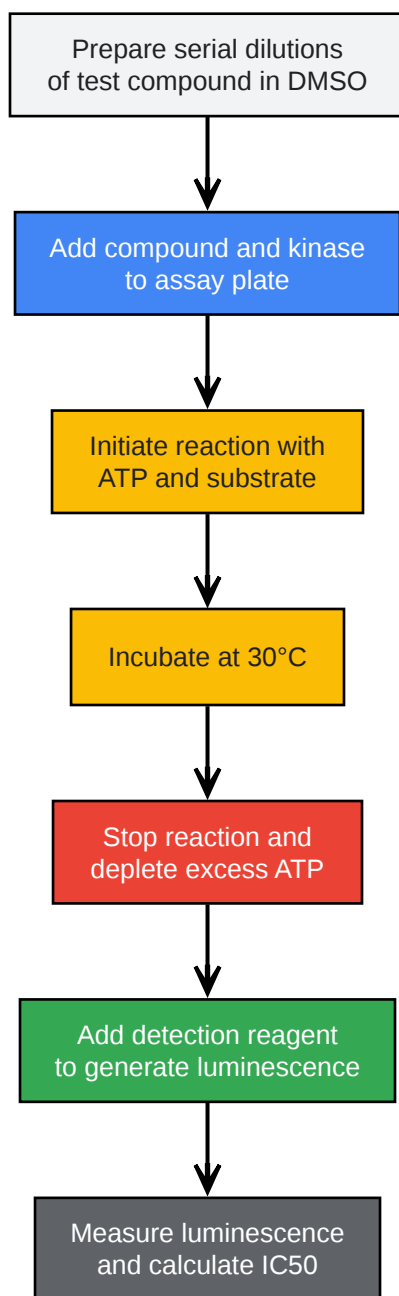 Prepare serial dilutions
of test compound in DMSO
Add compound and kinase
to assay plate
Initiate reaction with
ATP and substrate
Incubate at 30°C
Stop reaction and
deplete excess ATP
Add detection reagent
to generate luminescence
Measure luminescence
and calculate IC50